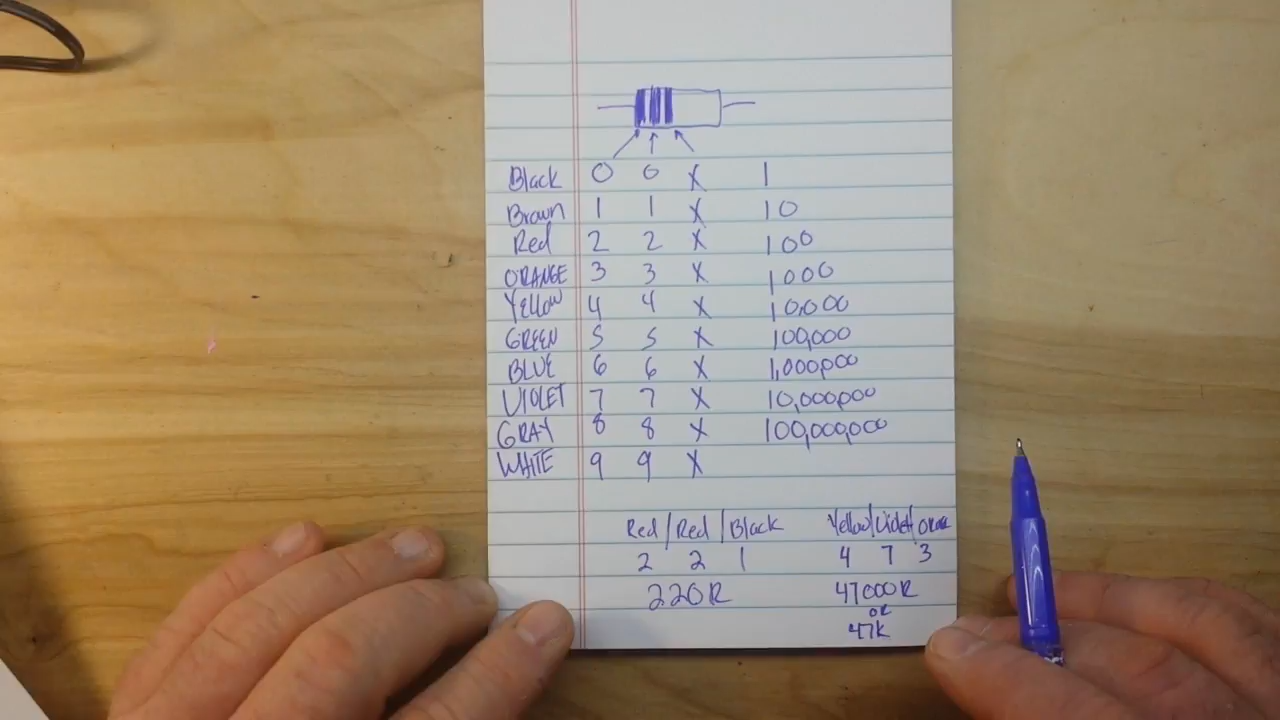 Black 0 0 X 1
Brown 1 1 X 10
Red 2 2 X 100
ORANGE 3 3 X 1000
Yellow 4 4 X 10,000
GREEN 5 5 X 100,000
BLUE 6 6 X 1,000,000
VIOLET 7 7 X 10,000,000
GRAY 8 8 X 100,000,000
WHITE 9 9 X
Red / Red / Black Yellow/Violet/Orange
2 2 1 4 7 3
220R 47000R
or
47K